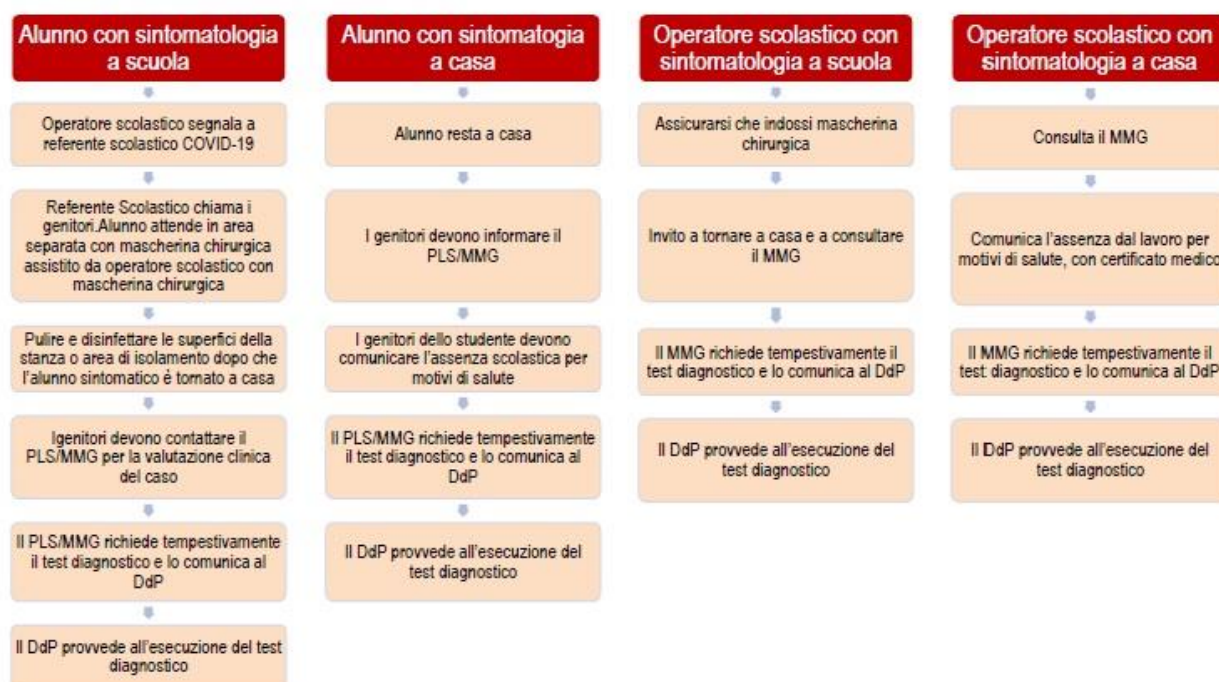 Alunno con sintomatologia
a scuola
Operatore scolastico segnala a
referente scolastico COVID-19
Referente Scolastico chiama i
genitori.Alunno attende in area
separata con mascherina chirurgica
assistito da operatore scolastico con
mascherina chirurgica
Pulire e disinfettare le superfici della
stanza o area di isolamento dopo che
l'alunno sintomatico è tornato a casa
Igenitori devono contattare il
PLS/MMG per la valutazione clinica
del caso
Il PLS/MMG richiede tempestivamente
il test diagnostico e lo comunica al
DdP
Il DdP provvede all'esecuzione del test
diagnostico
Alunno con sintomatogia
a casa
Alunno resta a casa
I genitori devono informare il
PLS/MMG
I genitori dello studente devono
comunicare l'assenza scolastica per
motivi di salute
Il PLS/MMG richiede tempestivamente
il test diagnostico e lo comunica al
DdP
Il DdP provvede all'esecuzione del
test diagnostico
Operatore scolastico con
sintomatologia a scuola
Assicurarsi che indossi mascherina
chirurgica
Invito a tornare a casa e a consultare
il MMG
Il MMG richiede tempestivamente il
test diagnostico e lo comunica al DdP
Il DdP provvede all'esecuzione del
test diagnostico
Operatore scolastico con
sintomatologia a casa
Consulta il MMG
Comunica l'assenza dal lavoro per
motivi di salute, con certificato medico
Il MMG richiede tempestivamente il
test diagnostico e lo comunica al DdP
Il DdP provvede all'esecuzione del
test diagnostico